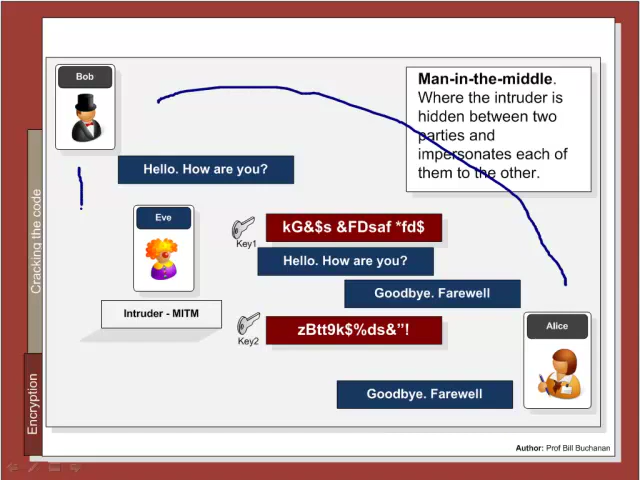 Bob
Man-in-the-middle.
Where the intruder is
hidden between two
parties and
impersonates each of
them to the other.
Hello. How are you?
Eve
kG&$s &FDsaf *fd$
Key1
Hello. How are you?
Goodbye. Farewell
Intruder - MITM
zBtt9k$%ds&”!
Key2
Alice
Goodbye. Farewell
Cracking the code
Encryption
Author: Prof Bill Buchanan